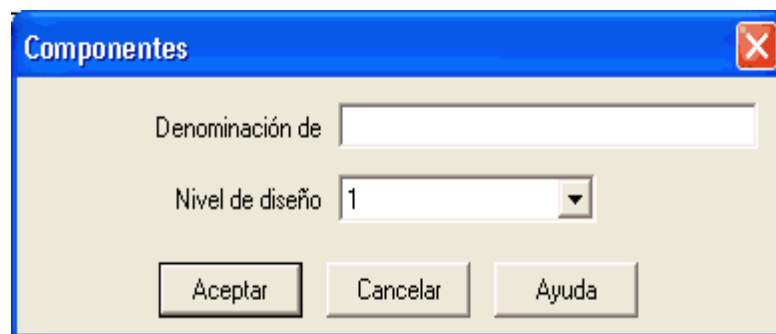 Componentes
Denominación de
Nivel de diseño 1
Aceptar Cancelar Ayuda